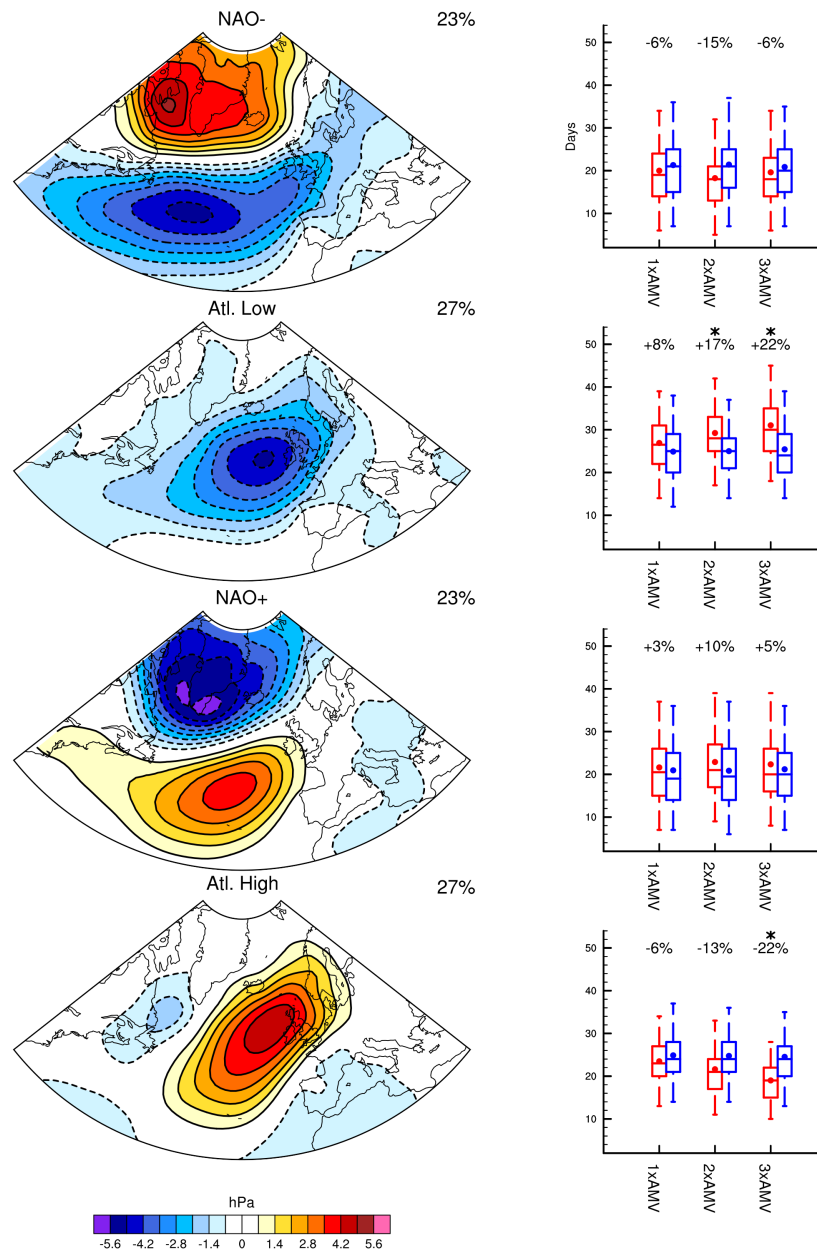 NAO- 23%
50
40
30
20
10
Days
-6% -15% -6%
1xAMV 2xAMV 3xAMV
Atl. Low 27%
50
40
30
20
10
* *
+8% +17% +22%
1xAMV 2xAMV 3xAMV
NAO+ 23%
50
40
30
20
10
+3% +10% +5%
1xAMV 2xAMV 3xAMV
Atl. High 27%
50
40
30
20
10
*
-6% -13% -22%
1xAMV 2xAMV 3xAMV
hPa
-5.6 -4.2 -2.8 -1.4 0 1.4 2.8 4.2 5.6